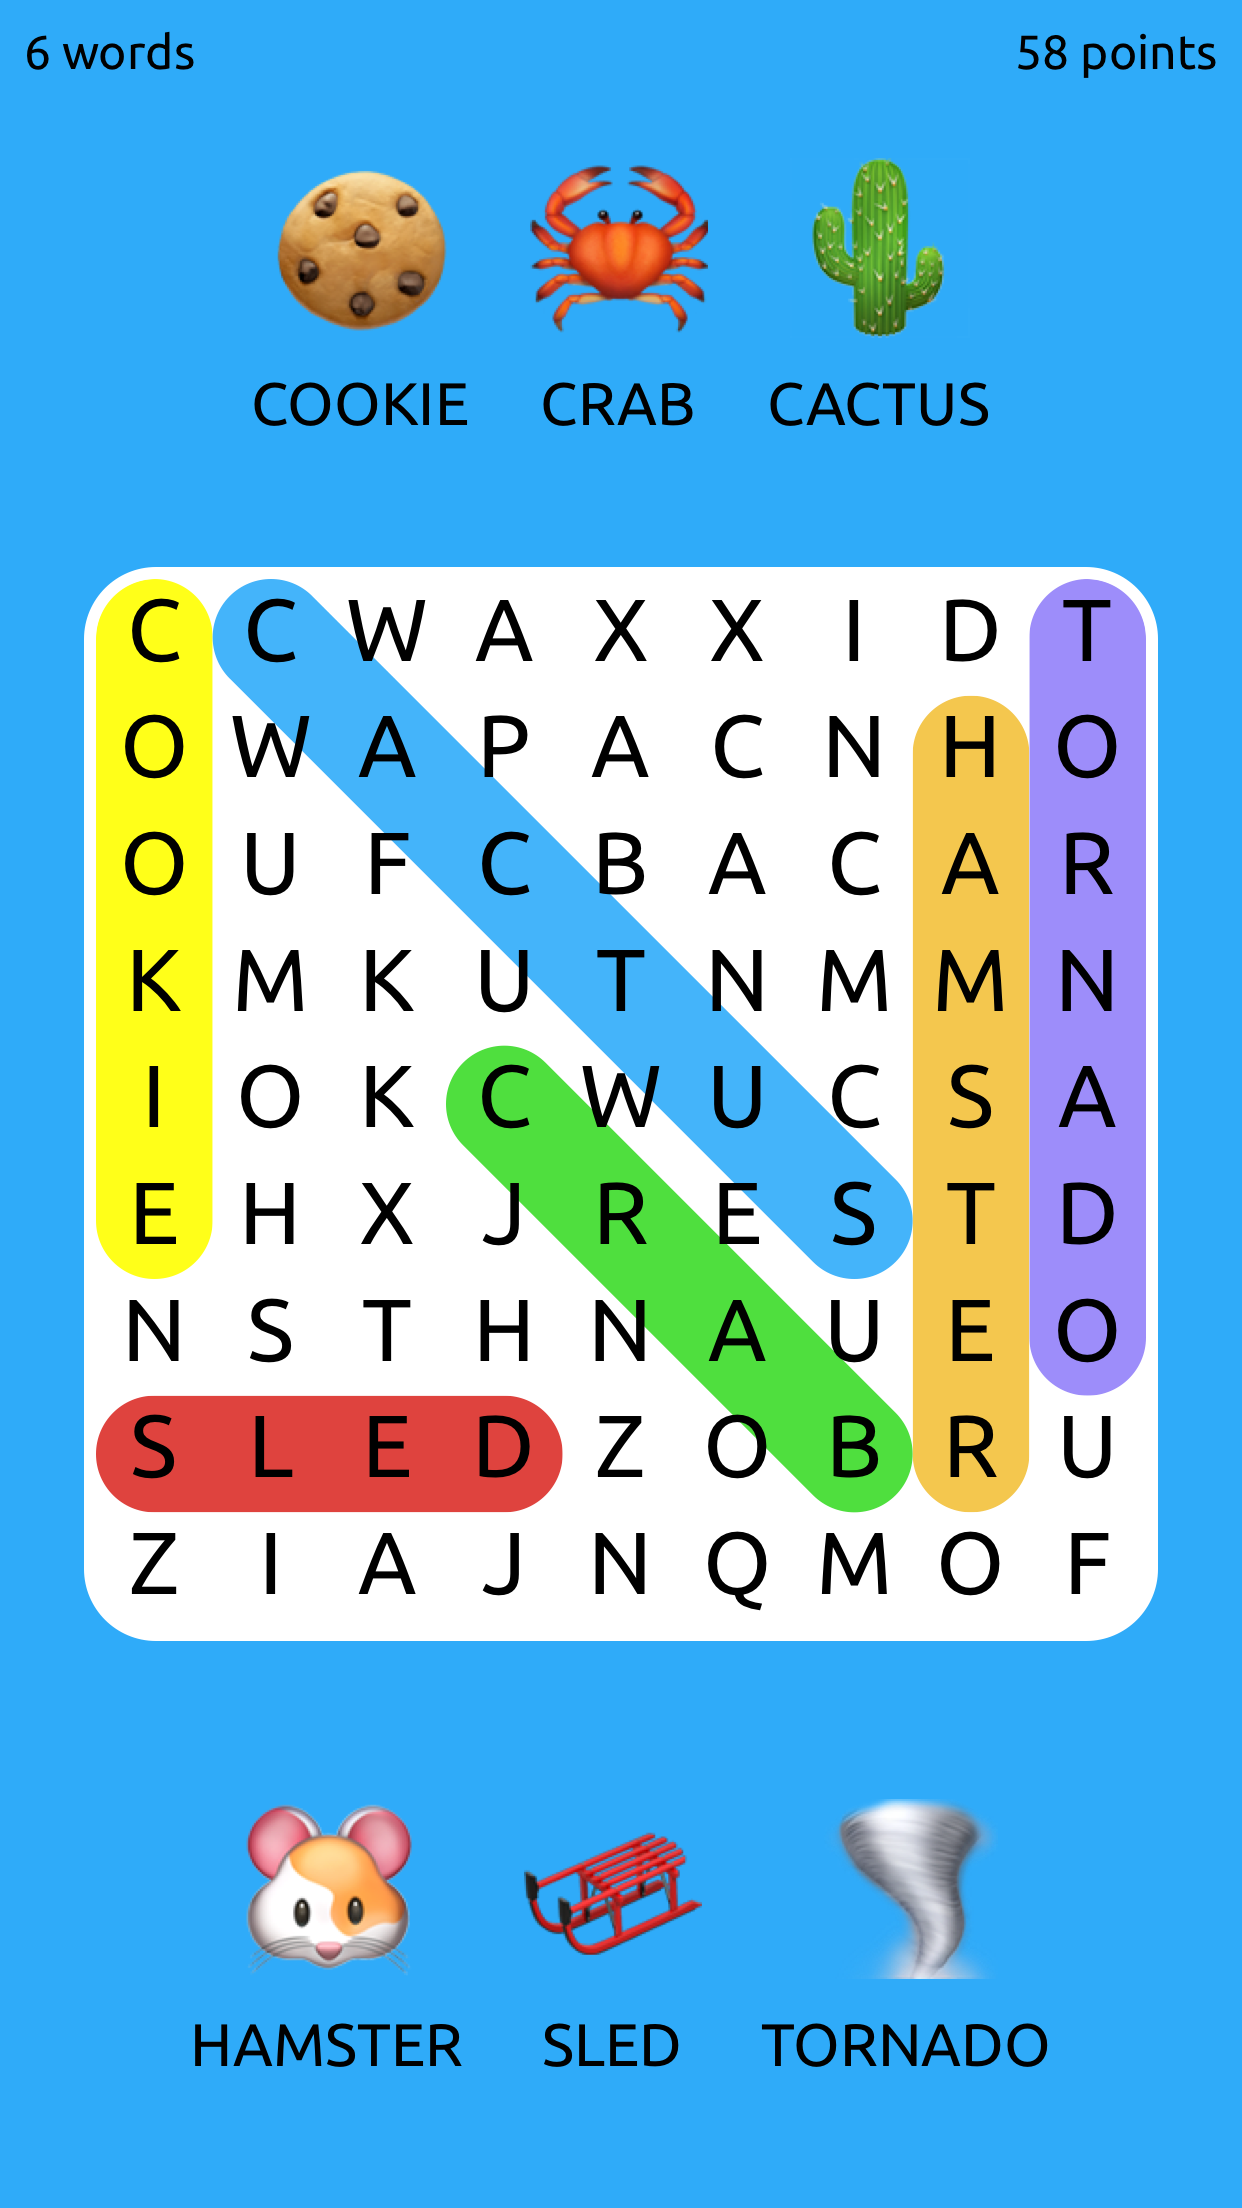 6 words 58 points
COOKIE CRAB CACTUS
C C W A X X I D T
O W A P A C N H O
O U F C B A C A R
K M K U T N M M N
I O K C W U C S A
E H X J R E S T D
N S T H N A U E O
S L E D Z O B R U
Z I A J N Q M O F
HAMSTER SLED TORNADO